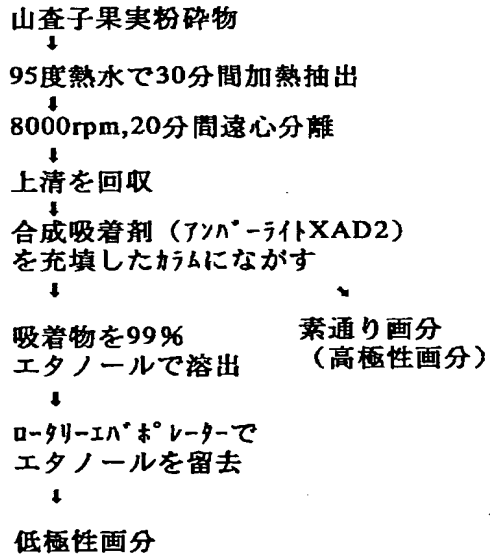 山査子果実粉砕物
⬇
95度熱水で30分間加熱抽出
⬇
8000rpm,20分間遠心分離
⬇
上清を回収
⬇
合成吸着剤（ｱﾝﾊﾞｰﾗｲﾄXAD2）
を充填したｶﾗﾑにながす
⬇
吸着物を99%
エタノールで溶出
素通り画分
（高極性画分）
⬇
ﾛｰﾀﾘｰｴﾊﾞﾎﾟﾚｰﾀｰで
エタノールを留去
⬇
低極性画分